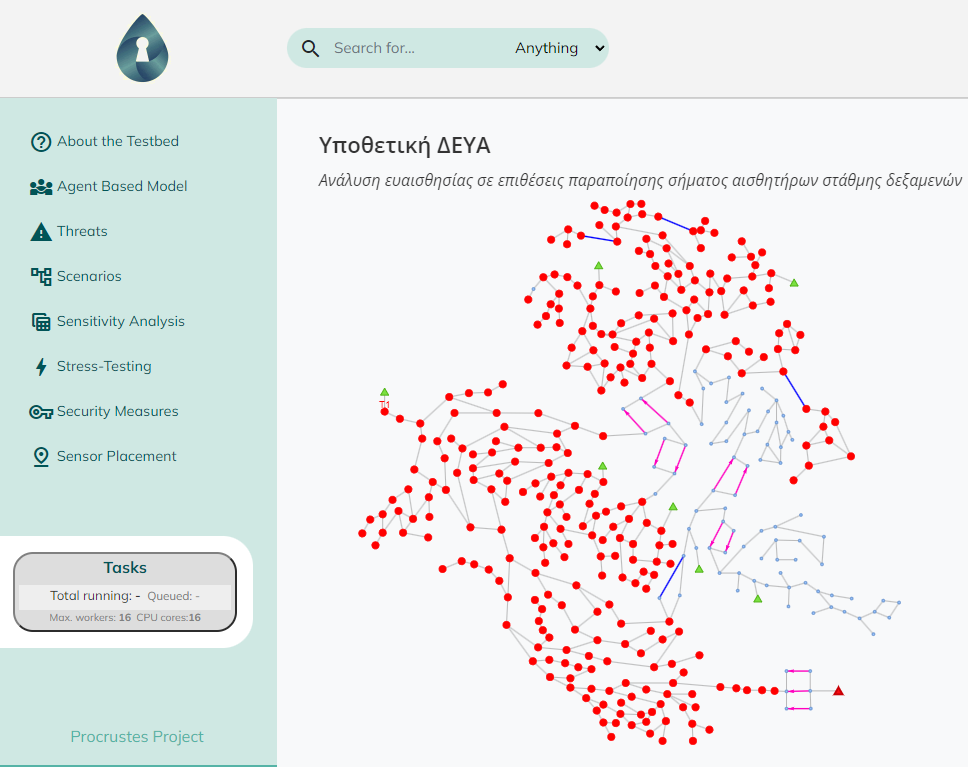 Search for...
Anything
About the Testbed
Agent Based Model
Threats
Scenarios
Sensitivity Analysis
Stress-Testing
Security Measures
Sensor Placement
Tasks
Total running: - Queued: -
Max. workers: 16 CPU cores:16
Procrustes Project
Υποθετική ΔΕΥΑ
Ανάλυση ευαισθησίας σε επιθέσεις παραποίησης σήματος αισθητήρων στάθμης δεξαμενών
T1